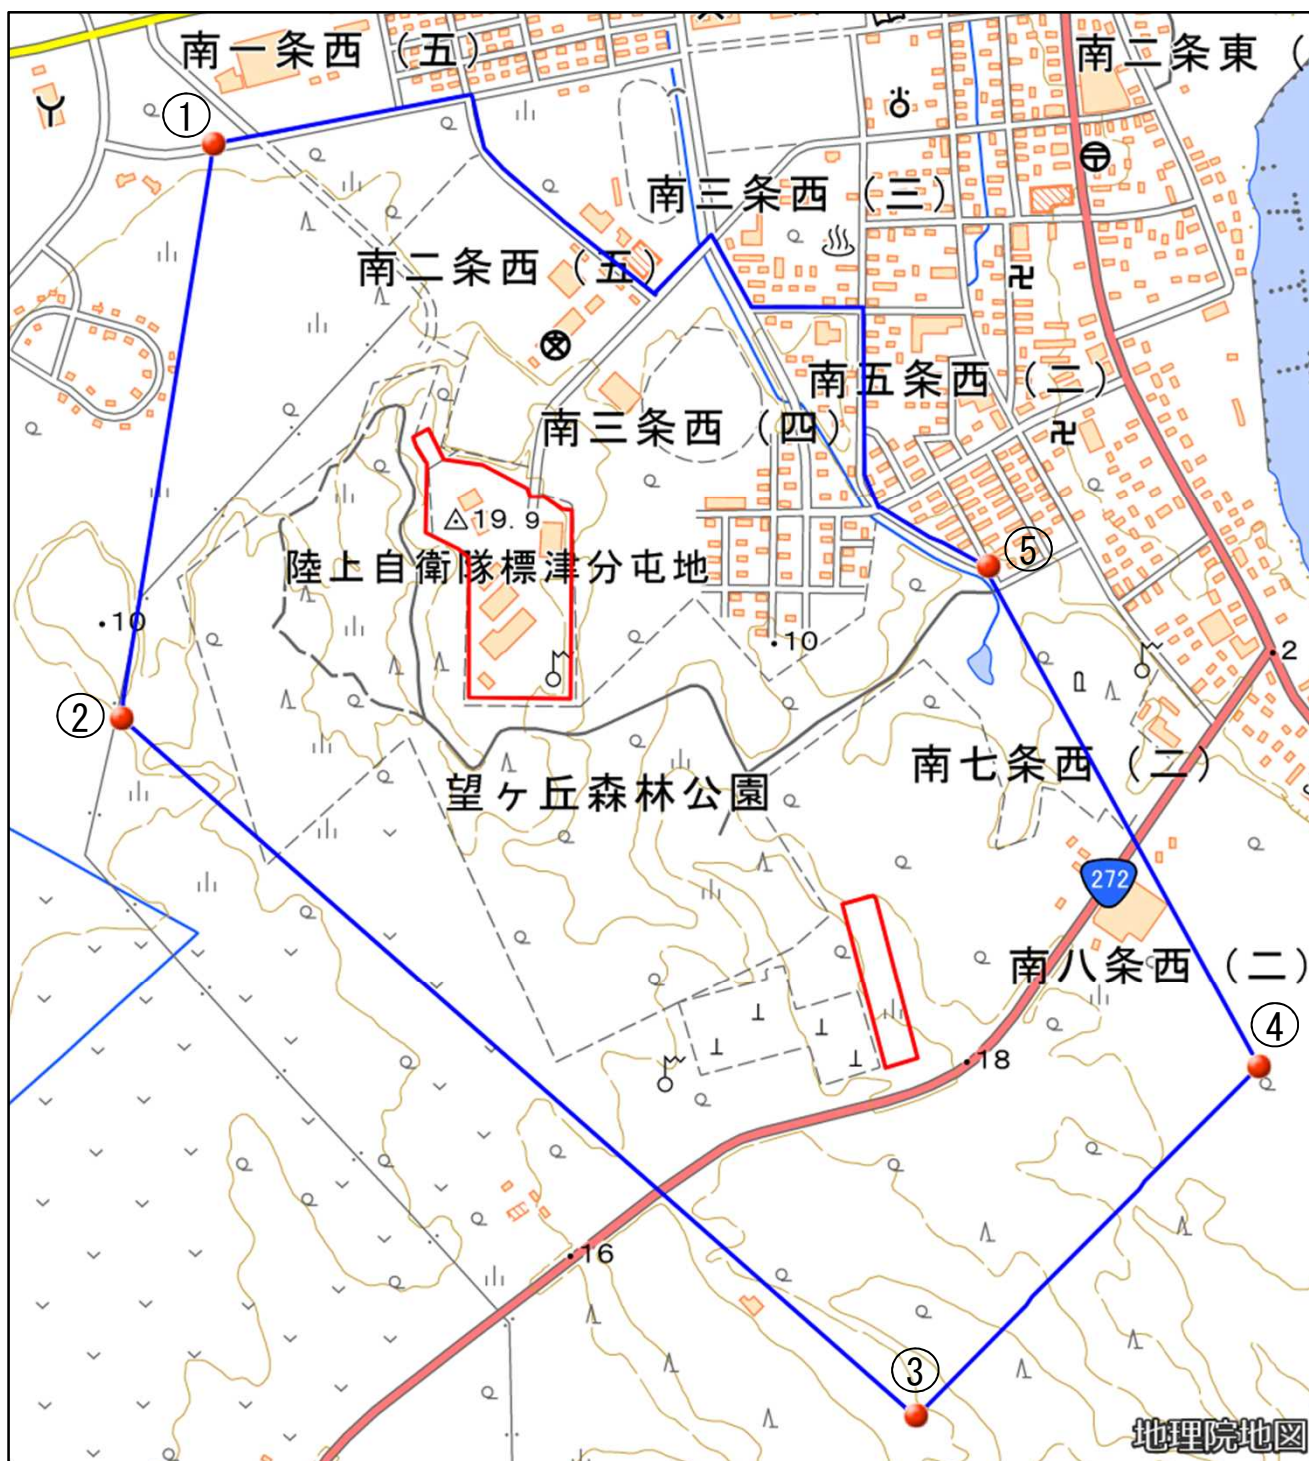 南一条西（五）
南二条東（
①
南三条西（三）
南二条西（五）
南五条西（二）
南三条西（四）
19.9
陸上自衛隊標津分屯地
⑤
10
10
2
②
南七条西（二）
望ヶ丘森林公園
272
南八条西（二）
④
18
16
③
地理院地図